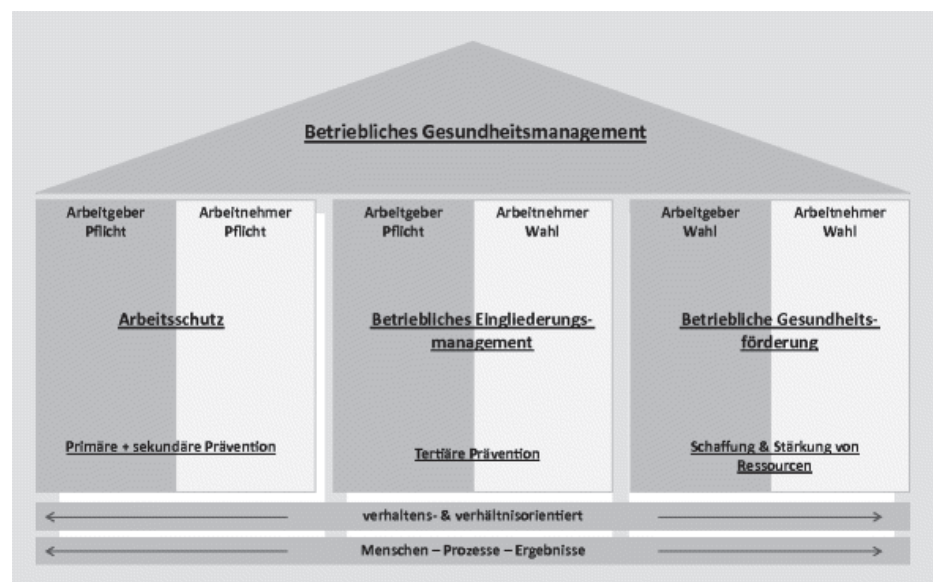 Betriebliches Gesundheitsmanagement
Arbeitgeber
Pflicht
Arbeitnehmer
Pflicht
Arbeitsschutz
Primäre + sekundäre Prävention
Arbeitgeber
Pflicht
Arbeitnehmer
Wahl
Betriebliches Eingliederungs-
management
Tertiäre Prävention
Arbeitgeber
Wahl
Arbeitnehmer
Wahl
Betriebliche Gesundheits-
förderung
Schaffung & Stärkung von
Ressourcen
verhaltens- & verhältnisorientiert
Menschen – Prozesse – Ergebnisse